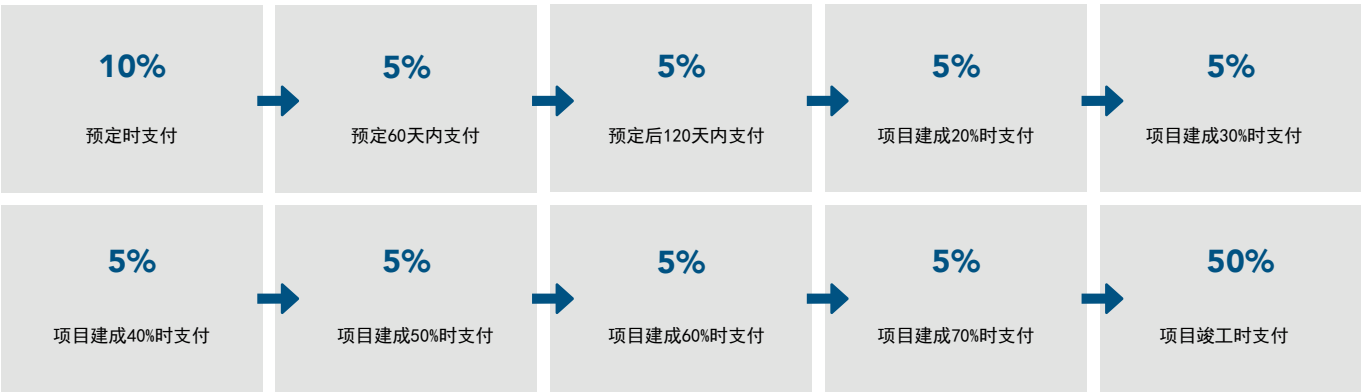 10%
预定时支付
5%
预定60天内支付
5%
预定后120天内支付
5%
项目建成20%时支付
5%
项目建成30%时支付
5%
项目建成40%时支付
5%
项目建成50%时支付
5%
项目建成60%时支付
5%
项目建成70%时支付
50%
项目竣工时支付